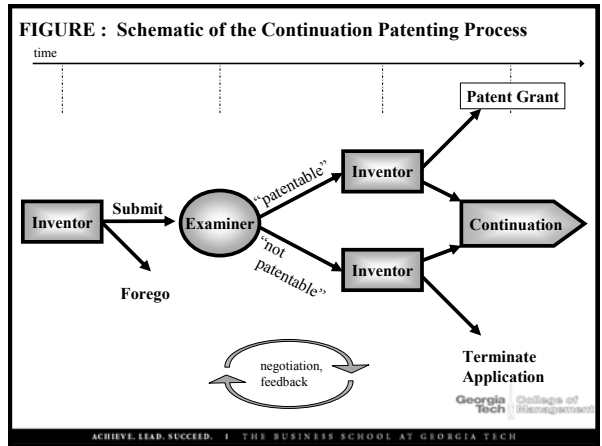 FIGURE : Schematic of the Continuation Patenting Process
time
Patent Grant
"patentable"
Inventor
Submit
Inventor
Examiner
Continuation
"not
patentable"
Inventor
Forego
negotiation,
feedback
Terminate
Application
Georgia College of
Tech Management
ACHIEVE. LEAD. SUCCEED. I THE BUSINESS SCHOOL AT GEORGIA TECH